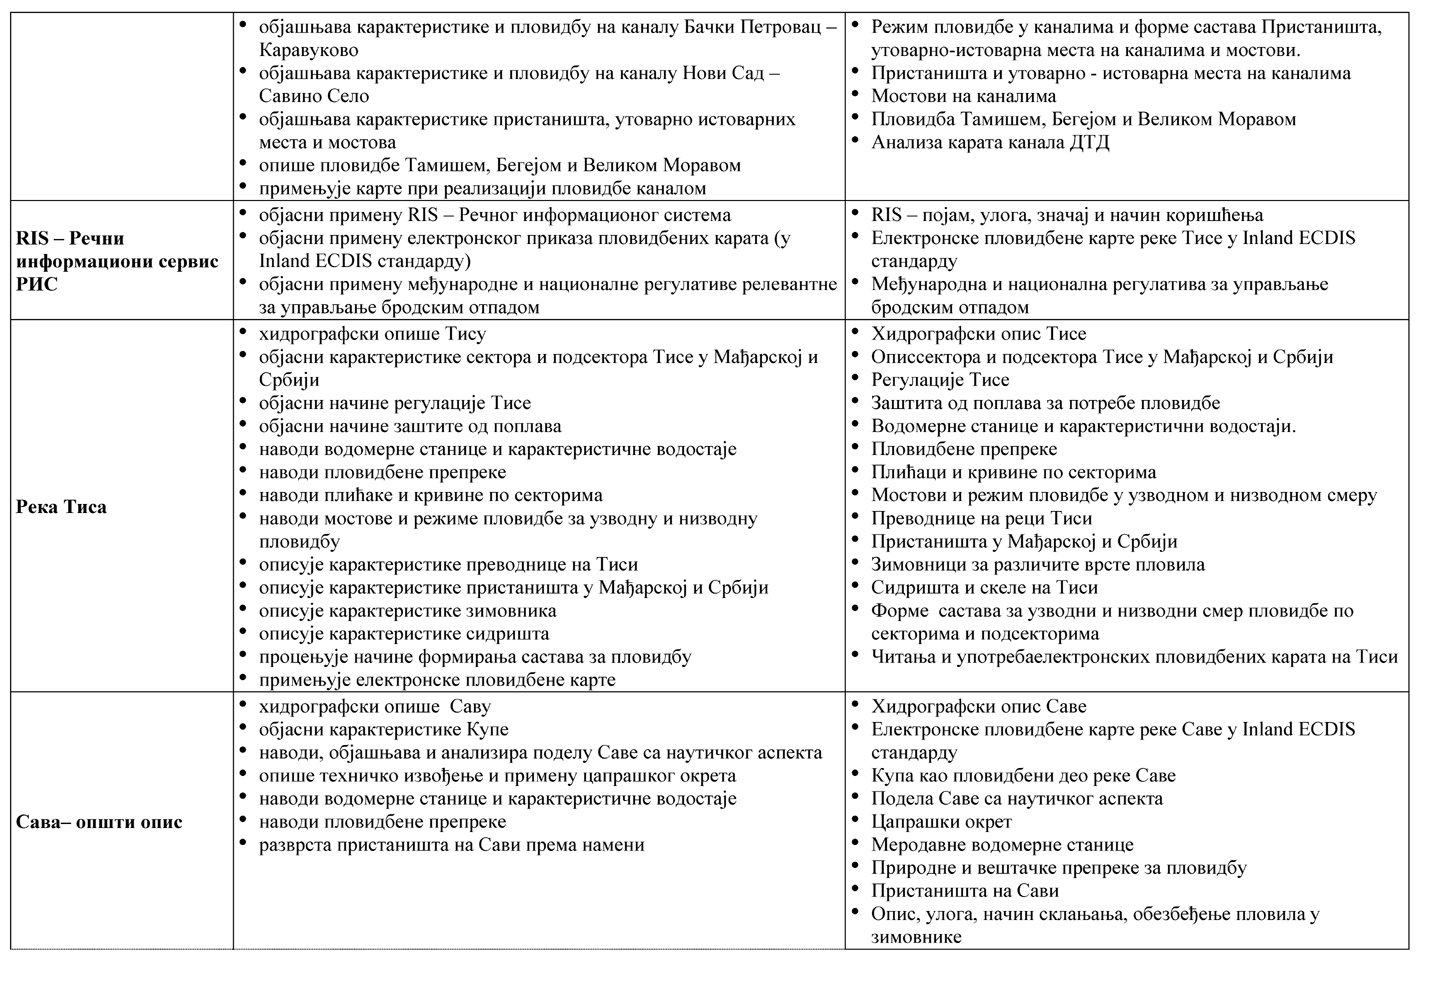 • објашњава карактеристике и пловидбу на каналу Бачки Петровац –
Каравуково
• објашњава карактеристике и пловидбу на каналу Нови Сад –
Савино Село
• објашњава карактеристике пристаништа, утоварно истоварних
места и мостова
• опише пловидбе Тамишем, Бегејом и Великом Моравом
• примењује карте при реализацији пловидбе каналом
• Режим пловидбе у каналима и форме састава Пристаништа,
утоварно-истоварна места на каналима и мостови.
• Пристаништа и утоварно - истоварна места на каналима
• Мостови на каналима
• Пловидба Тамишем, Бегејом и Великом Моравом
• Анализа карата канала ДТД
RIS – Речни
информациони сервис
РИС
• објасни примену RIS – Речног информационог система
• објасни примену електронског приказа пловидбених карата (у
Inland ECDIS стандарду)
• објасни примену међународне и националне регулативе релевантне
за управљање бродским отпадом
• RIS – појам, улога, значај и начин коришћења
• Електронске пловидбене карте реке Тисе у Inland ECDIS
стандарду
• Међународна и национална регулатива за управљање
бродским отпадом
Река Тиса
• хидрографски опише Тису
• објасни карактеристике сектора и подсектора Тисе у Мађарској и
Србији
• објасни начине регулације Тисе
• објасни начине заштите од поплава
• наводи водомерне станице и карактеристичне водостаје
• наводи пловидбене препреке
• наводи плићаке и кривине по секторима
• наводи мостове и режиме пловидбе за узводну и низводну
пловидбу
• описује карактеристике преводнице на Тиси
• описује карактеристике пристаништа у Мађарској и Србији
• описује карактеристике зимовника
• описује карактеристике сидришта
• процењује начине формирања састава за пловидбу
• примењује електронске пловидбене карте
• Хидрографски опис Тисе
• Описсектора и подсектора Тисе у Мађарској и Србији
• Регулације Тисе
• Заштита од поплава за потребе пловидбе
• Водомерне станице и карактеристични водостаји.
• Пловидбене препреке
• Плићаци и кривине по секторима
• Мостови и режим пловидбе у узводном и низводном смеру
• Преводнице на реци Тиси
• Пристаништа у Мађарској и Србији
• Зимовници за различите врсте пловила
• Сидришта и скеле на Тиси
• Форме  састава за узводни и низводни смер пловидбе по
секторима и подсекторима
• Читања и употребаелектронских пловидбених карата на Тиси
Сава– општи опис
• хидрографски опише  Саву
• објасни карактеристике Купе
• наводи, објашњава и анализира поделу Саве са наутичког аспекта
• опише техничко извођење и примену цапрашког окрета
• наводи водомерне станице и карактеристичне водостаје
• наводи пловидбене препреке
• разврста пристаништа на Сави према намени
• Хидрографски опис Саве
• Електронске пловидбене карте реке Саве у Inland ECDIS
стандарду
• Купа као пловидбени део реке Саве
• Подела Саве са наутичког аспекта
• Цапрашки окрет
• Меродавне водомерне станице
• Природне и вештачке препреке за пловидбу
• Пристаништа на Сави
• Опис, улога, начин склањања, обезбеђење пловила у
зимовнике